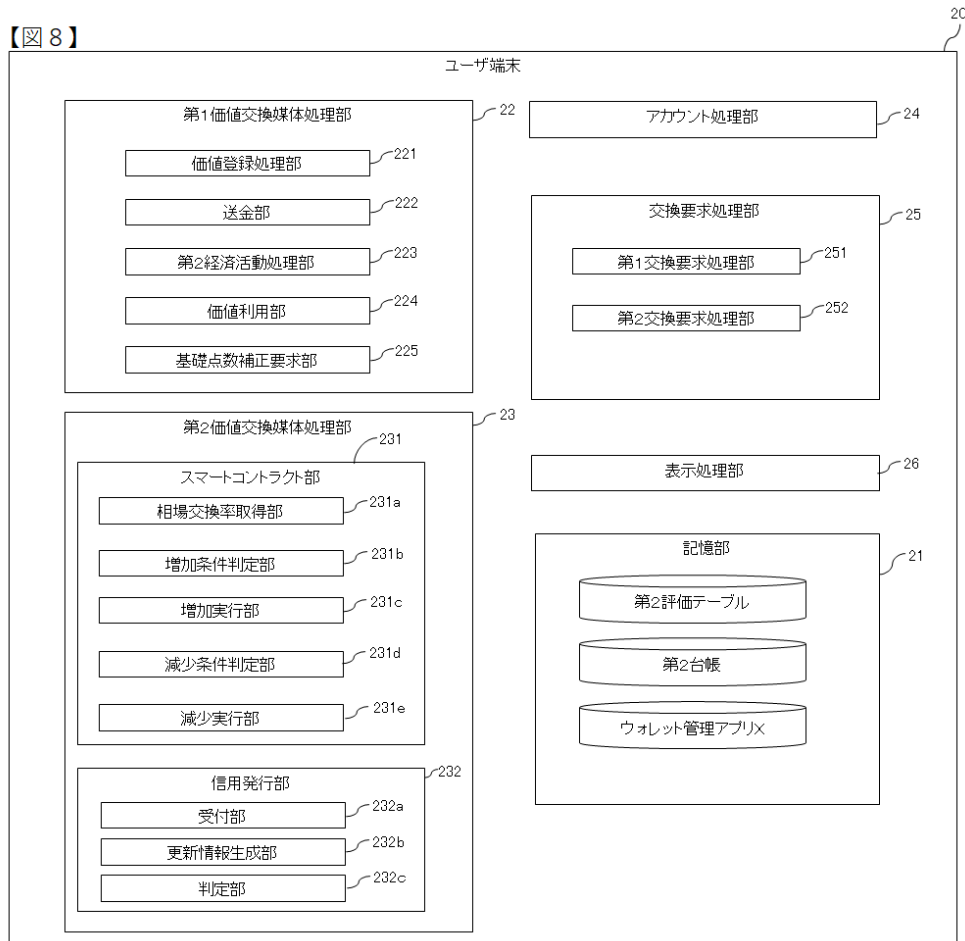 【図8】
20
ユーザ端末
第1価値交換媒体処理部
22
価値登録処理部
221
送金部
222
第2経済活動処理部
223
価値利用部
224
基礎点数補正要求部
225
第2価値交換媒体処理部
23
231
スマートコントラクト部
相場交換率取得部
231a
増加条件判定部
231b
増加実行部
231c
減少条件判定部
231d
減少実行部
231e
信用発行部
232
受付部
232a
更新情報生成部
232b
判定部
232c
アカウント処理部
24
交換要求処理部
25
第1交換要求処理部
251
第2交換要求処理部
252
表示処理部
26
記憶部
21
第2評価テーブル
第2台帳
ウォレット管理アプリX